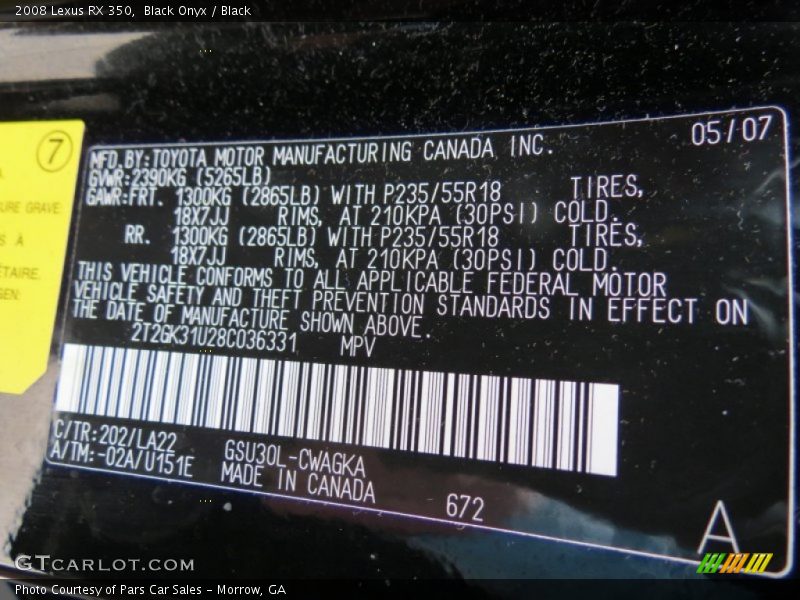 2008 Lexus RX 350,  Black Onyx / Black
7
URE GRAVE
S À
ÉTAIRE.
GEN:
05/07
MFD.BY:TOYOTA MOTOR MANUFACTURING CANADA INC.
GVWR:2390KG (5265LB)
GAWR:FRT. 1300KG (2865LB) WITH P235/55R18 TIRES,
18X7JJ RIMS, AT 210KPA (30PSI) COLD.
RR. 1300KG (2865LB) WITH P235/55R18 TIRES,
18X7JJ RIMS, AT 210KPA (30PSI) COLD.
THIS VEHICLE CONFORMS TO ALL APPLICABLE FEDERAL MOTOR
VEHICLE SAFETY AND THEFT PREVENTION STANDARDS IN EFFECT ON
THE DATE OF MANUFACTURE SHOWN ABOVE.
2T2GK31U28C036331 MPV
C/TR:202/LA22
A/TM:-02A/U151E
GSU30L-CWAGKA
MADE IN CANADA
672
A
GTCARLOT.COM
Photo Courtesy of Pars Car Sales - Morrow, GA